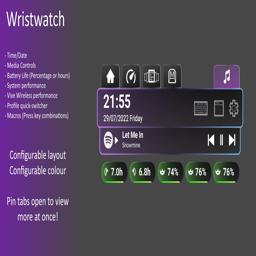 Wristwatch
- Time/Date
- Media Controls
- Battery Life (Percentage or hours)
- System performance
- Vive Wireless performance
- Profile quick-switcher
- Macros (Press key combinations)
Configurable layout
Configurable colour
Pin tabs open to view
more at once!
21:55
29/07/2022 Friday
Let Me In
Snowmine
7.0h
6.8h
74%
76%
76%